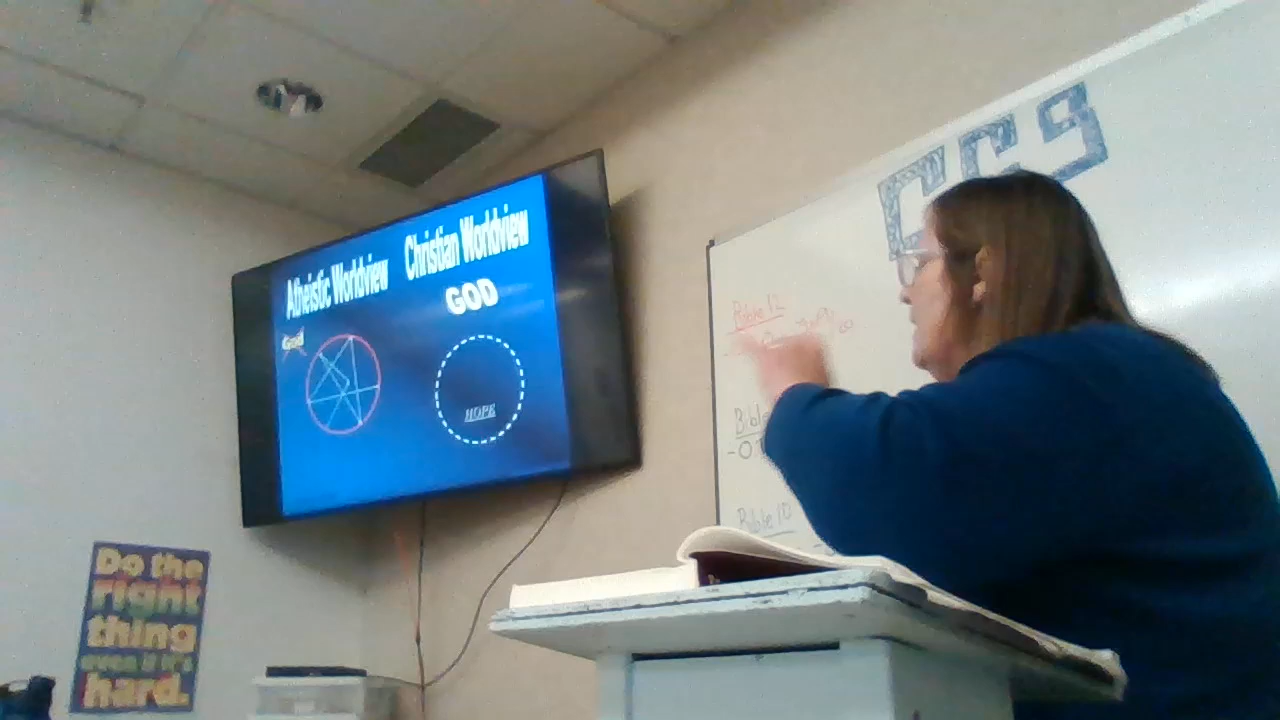 Atheistic Worldview
Christian Worldview
God
GOD
HOPE
CCS
Bible 12
Bible
Bible 10
Do the
right
thing
even if it's
hard.